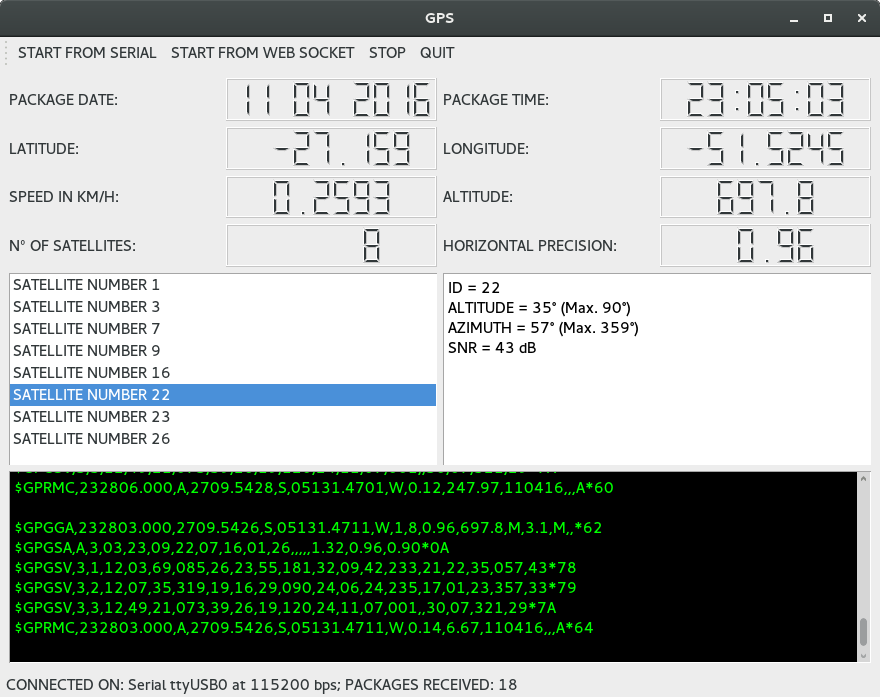 GPS
START FROM SERIAL START FROM WEB SOCKET STOP QUIT
PACKAGE DATE: 11 04 2016 PACKAGE TIME: 23:05:03
LATITUDE: -27.159 LONGITUDE: -51.5245
SPEED IN KM/H: 0.2593 ALTITUDE: 697.8
N° OF SATELLITES: 8 HORIZONTAL PRECISION: 0.96
SATELLITE NUMBER 1
SATELLITE NUMBER 3
SATELLITE NUMBER 7
SATELLITE NUMBER 9
SATELLITE NUMBER 16
SATELLITE NUMBER 22
SATELLITE NUMBER 23
SATELLITE NUMBER 26
ID = 22
ALTITUDE = 35° (Max. 90°)
AZIMUTH = 57° (Max. 359°)
SNR = 43 dB
$GPRMC,232806.000,A,2709.5428,S,05131.4701,W,0.12,247.97,110416,,,A*60
$GPGGA,232803.000,2709.5426,S,05131.4711,W,1,8,0.96,697.8,M,3.1,M,,*62
$GPGSA,A,3,03,23,09,22,07,16,01,26,,,,,1.32,0.96,0.90*0A
$GPGSV,3,1,12,03,69,085,26,23,55,181,32,09,42,233,21,22,35,057,43*78
$GPGSV,3,2,12,07,35,319,19,16,29,090,24,06,24,235,17,01,23,357,33*79
$GPGSV,3,3,12,49,21,073,39,26,19,120,24,11,07,001,,30,07,321,29*7A
$GPRMC,232803.000,A,2709.5426,S,05131.4711,W,0.14,6.67,110416,,,A*64
CONNECTED ON: Serial ttyUSB0 at 115200 bps; PACKAGES RECEIVED: 18